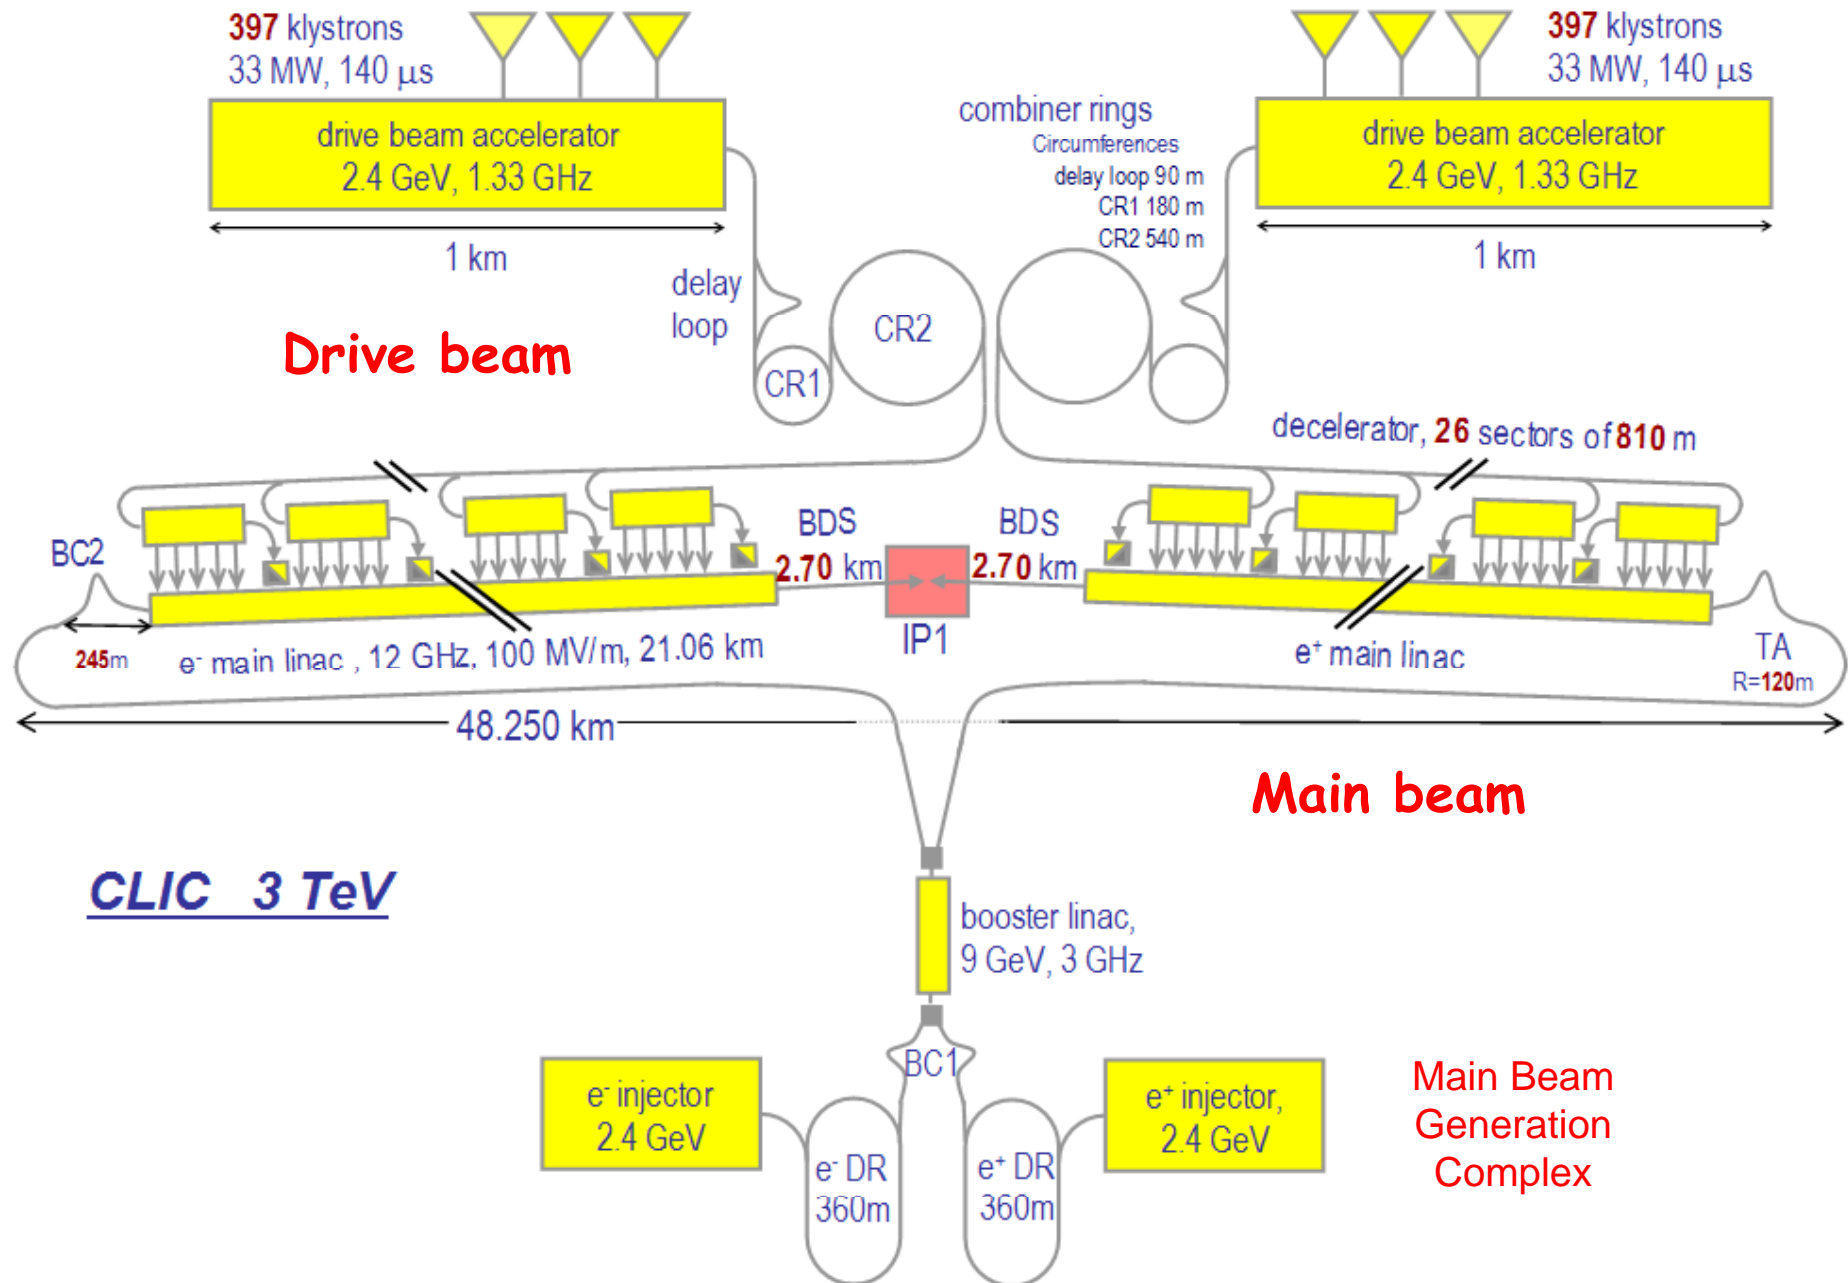 397 klystrons
33 MW, 140 μs
397 klystrons
33 MW, 140 μs
drive beam accelerator
2.4 GeV, 1.33 GHz
combiner rings
Circumferences
delay loop 90 m
CR1 180 m
CR2 540 m
drive beam accelerator
2.4 GeV, 1.33 GHz
1 km
1 km
delay
loop
CR2
CR1
Drive beam
decelerator, 26 sectors of 810 m
BC2
BDS
2.70 km
BDS
2.70 km
IP1
245m
e⁻ main linac , 12 GHz, 100 MV/m, 21.06 km
e⁺ main linac
TA
R=120m
48.250 km
Main beam
CLIC 3 TeV
booster linac,
9 GeV, 3 GHz
BC1
e⁻ injector
2.4 GeV
e⁺ injector,
2.4 GeV
e⁻ DR
360m
e⁺ DR
360m
Main Beam
Generation
Complex